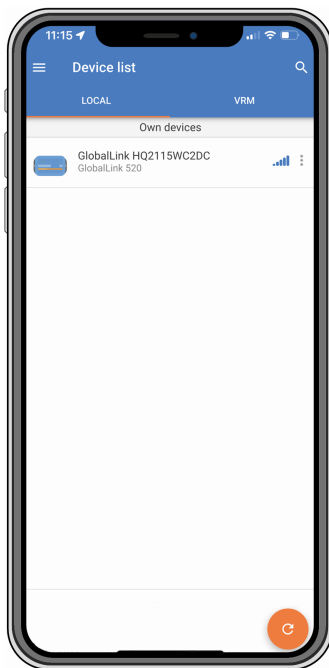 11:15
Device list
LOCAL
VRM
Own devices
GlobalLink HQ2115WC2DC
GlobalLink 520